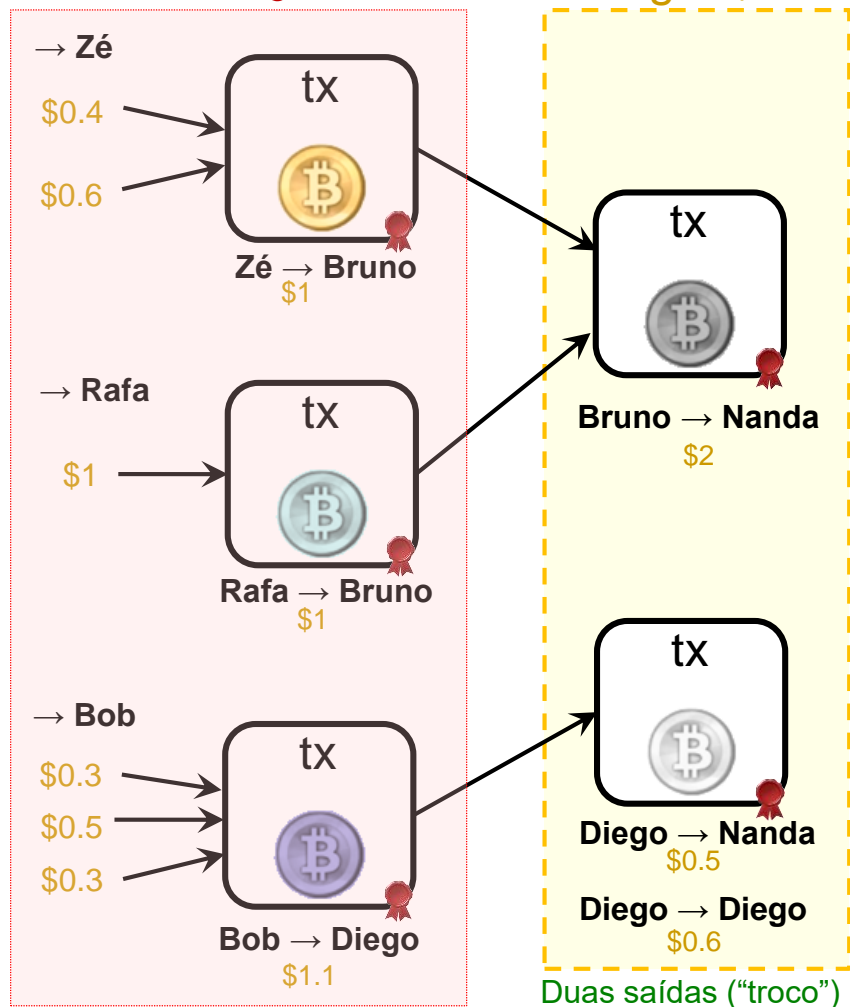 → Zé
$0.4
$0.6
tx
Zé → Bruno
$1
→ Rafa
$1
tx
Rafa → Bruno
$1
→ Bob
$0.3
$0.5
$0.3
tx
Bob → Diego
$1.1
tx
Bruno → Nanda
$2
tx
Diego → Nanda
$0.5
Diego → Diego
$0.6
Duas saídas (“troco”)